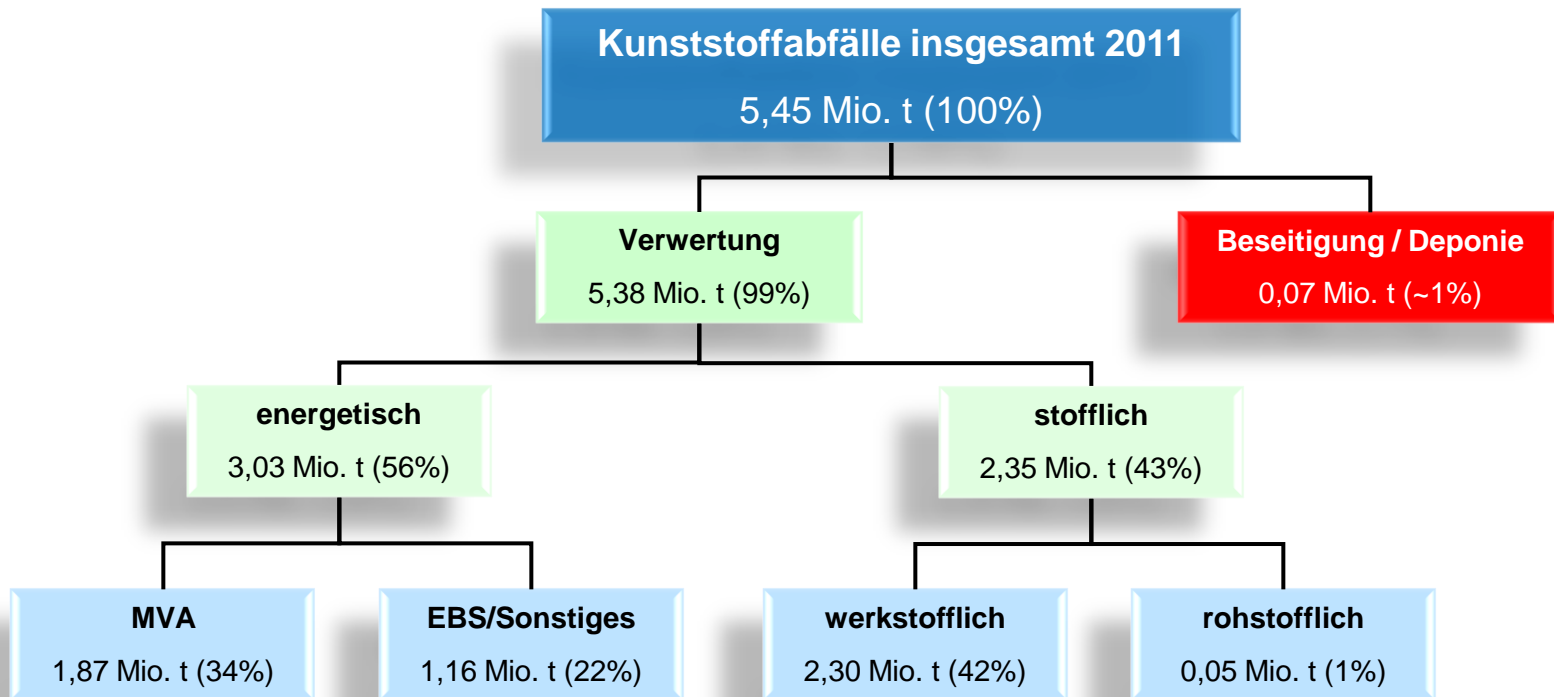 Kunststoffabfälle insgesamt 2011
5,45 Mio. t (100%)
Verwertung
5,38 Mio. t (99%)
Beseitigung / Deponie
0,07 Mio. t (~1%)
energetisch
3,03 Mio. t (56%)
stofflich
2,35 Mio. t (43%)
MVA
1,87 Mio. t (34%)
EBS/Sonstiges
1,16 Mio. t (22%)
werkstofflich
2,30 Mio. t (42%)
rohstofflich
0,05 Mio. t (1%)